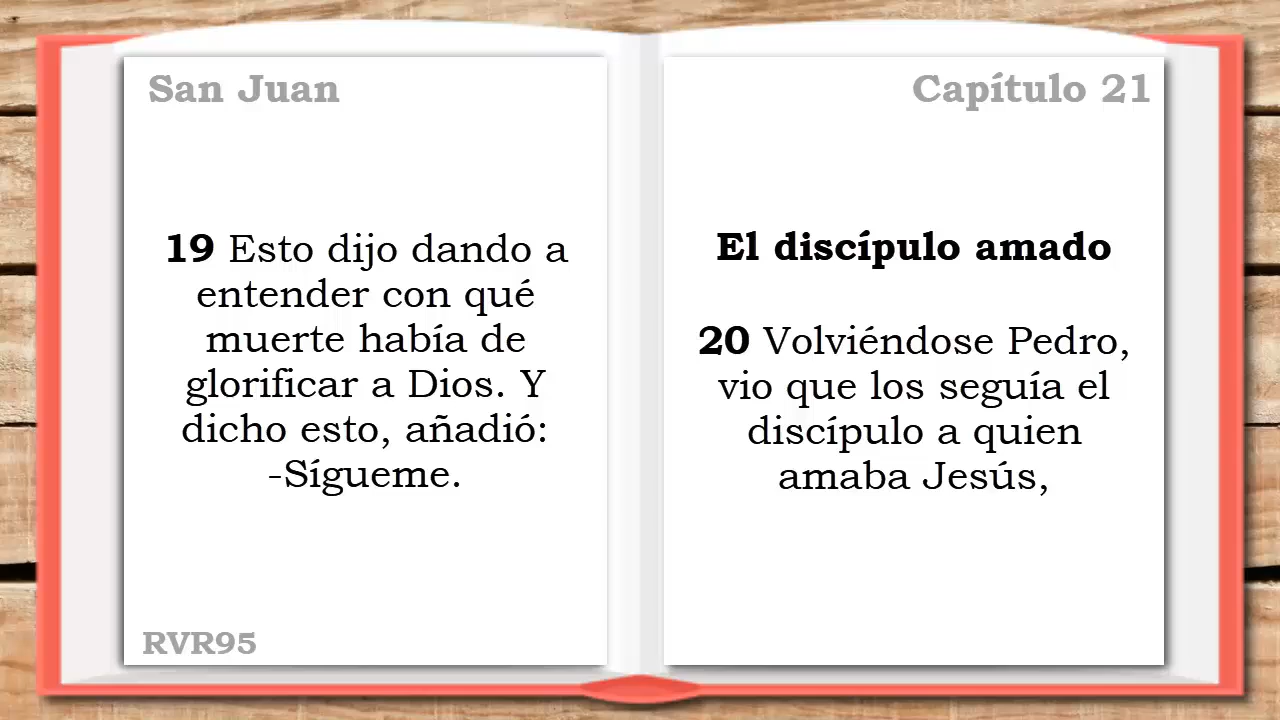 San Juan
19 Esto dijo dando a
entender con qué
muerte había de
glorificar a Dios. Y
dicho esto, añadió:
-Sígueme.
RVR95
Capítulo 21
El discípulo amado
20 Volviéndose Pedro,
vio que los seguía el
discípulo a quien
amaba Jesús,